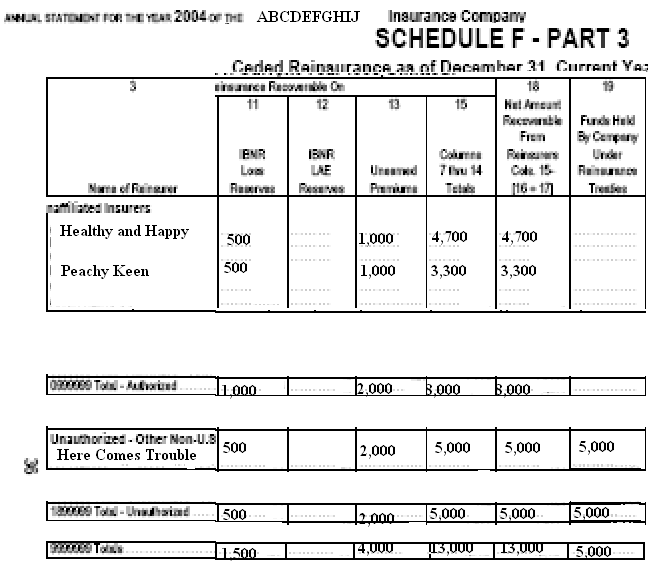 ANNUAL STATEMENT FOR THE YEAR 2004 OF THE ABCDEFGHIJ Insurance Company
SCHEDULE F - PART 3
Ceded Reinsurance as of December 31, Current Yea
3 einsurance Recoverable On 18 19
11 12 13 15 Net Amount
Recoverable Funds Held
From By Company
IBNR IBNR Columns Reinsurers Under
Loss LAE Unearned 7 thru 14 Cols. 15- Reinsurance
Name of Reinsurer Reserves Reserves Premiums Totals [16 + 17] Treaties
naffiliated Insurers
Healthy and Happy 500 1,000 4,700 4,700
Peachy Keen 500 1,000 3,300 3,300
0999999 Total - Authorized 1,000 2,000 8,000 8,000
Unauthorized - Other Non-U.S
Here Comes Trouble 500 2,000 5,000 5,000 5,000
1899999 Total - Unauthorized 500 2,000 5,000 5,000 5,000
9999999 Totals 1,500 4,000 13,000 13,000 5,000